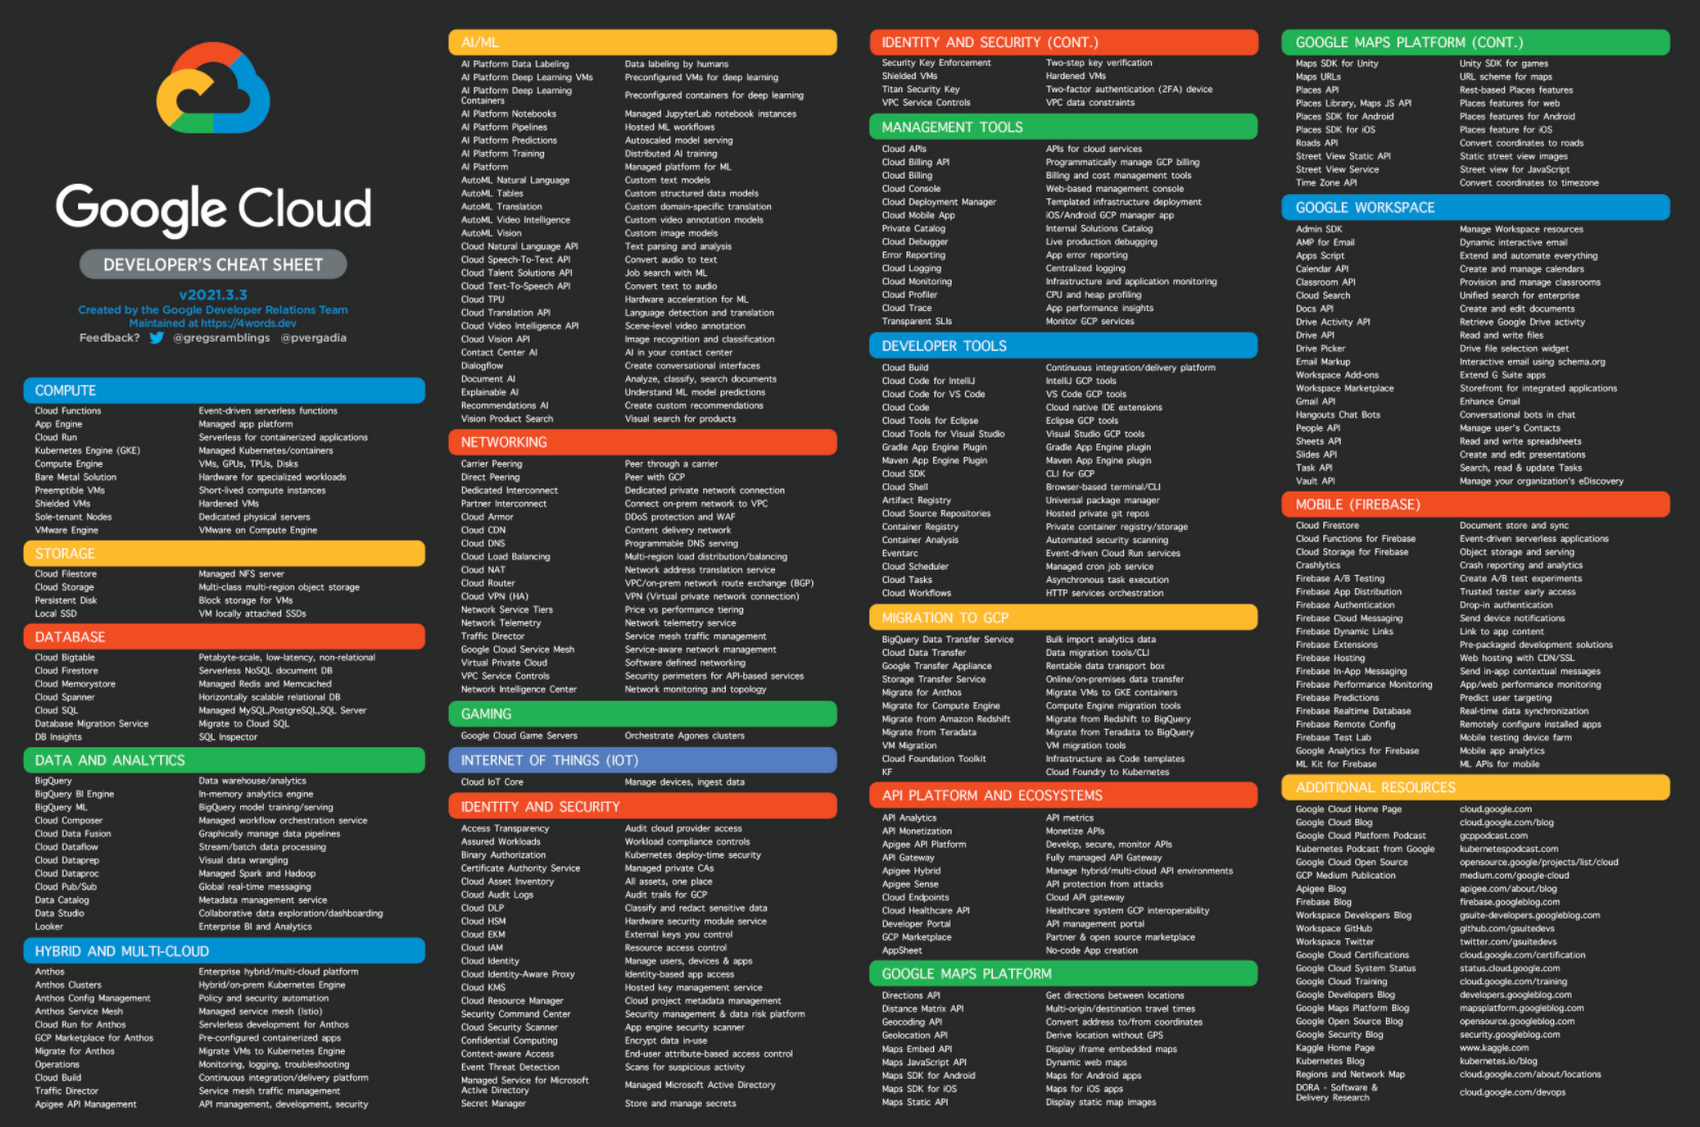 Google Cloud
DEVELOPER'S CHEAT SHEET
v2021.3.3
Created by the Google Developer Relations Team
Maintained at https://4words.dev
Feedback? @gregsramblings @pvergadia
COMPUTE
Cloud Functions Event-driven serverless functions
App Engine Managed app platform
Cloud Run Serverless for containerized applications
Kubernetes Engine (GKE) Managed Kubernetes/containers
Compute Engine VMs, GPUs, TPUs, Disks
Bare Metal Solution Hardware for specialized workloads
Preemptible VMs Short-lived compute instances
Shielded VMs Hardened VMs
Sole-tenant Nodes Dedicated physical servers
VMware Engine VMware on Compute Engine
STORAGE
Cloud Filestore Managed NFS server
Cloud Storage Multi-class multi-region object storage
Persistent Disk Block storage for VMs
Local SSD VM locally attached SSDs
DATABASE
Cloud Bigtable Petabyte-scale, low-latency, non-relational
Cloud Firestore Serverless NoSQL document DB
Cloud Memorystore Managed Redis and Memcached
Cloud Spanner Horizontally scalable relational DB
Cloud SQL Managed MySQL,PostgreSQL,SQL Server
Database Migration Service Migrate to Cloud SQL
DB Insights SQL Inspector
DATA AND ANALYTICS
BigQuery Data warehouse/analytics
BigQuery BI Engine In-memory analytics engine
BigQuery ML BigQuery model training/serving
Cloud Composer Managed workflow orchestration service
Cloud Data Fusion Graphically manage data pipelines
Cloud Dataflow Stream/batch data processing
Cloud Dataprep Visual data wrangling
Cloud Dataproc Managed Spark and Hadoop
Cloud Pub/Sub Global real-time messaging
Data Catalog Metadata management service
Data Studio Collaborative data exploration/dashboarding
Looker Enterprise BI and Analytics
HYBRID AND MULTI-CLOUD
Anthos Enterprise hybrid/multi-cloud platform
Anthos Clusters Hybrid/on-prem Kubernetes Engine
Anthos Config Management Policy and security automation
Anthos Service Mesh Managed service mesh (Istio)
Cloud Run for Anthos Servlerless development for Anthos
GCP Marketplace for Anthos Pre-configured containerized apps
Migrate for Anthos Migrate VMs to Kubernetes Engine
Operations Monitoring, logging, troubleshooting
Cloud Build Continuous integration/delivery platform
Traffic Director Service mesh traffic management
Apigee API Management API management, development, security
AI/ML
AI Platform Data Labeling Data labeling by humans
AI Platform Deep Learning VMs Preconfigured VMs for deep learning
AI Platform Deep Learning
Containers Preconfigured containers for deep learning
AI Platform Notebooks Managed JupyterLab notebook instances
AI Platform Pipelines Hosted ML workflows
AI Platform Predictions Autoscaled model serving
AI Platform Training Distributed AI training
AI Platform Managed platform for ML
AutoML Natural Language Custom text models
AutoML Tables Custom structured data models
AutoML Translation Custom domain-specific translation
AutoML Video Intelligence Custom video annotation models
AutoML Vision Custom image models
Cloud Natural Language API Text parsing and analysis
Cloud Speech-To-Text API Convert audio to text
Cloud Talent Solutions API Job search with ML
Cloud Text-To-Speech API Convert text to audio
Cloud TPU Hardware acceleration for ML
Cloud Translation API Language detection and translation
Cloud Video Intelligence API Scene-level video annotation
Cloud Vision API Image recognition and classification
Contact Center AI AI in your contact center
Dialogflow Create conversational interfaces
Document AI Analyze, classify, search documents
Explainable AI Understand ML model predictions
Recommendations AI Create custom recommendations
Vision Product Search Visual search for products
NETWORKING
Carrier Peering Peer through a carrier
Direct Peering Peer with GCP
Dedicated Interconnect Dedicated private network connection
Partner Interconnect Connect on-prem network to VPC
Cloud Armor DDoS protection and WAF
Cloud CDN Content delivery network
Cloud DNS Programmable DNS serving
Cloud Load Balancing Multi-region load distribution/balancing
Cloud NAT Network address translation service
Cloud Router VPC/on-prem network route exchange (BGP)
Cloud VPN (HA) VPN (Virtual private network connection)
Network Service Tiers Price vs performance tiering
Network Telemetry Network telemetry service
Traffic Director Service mesh traffic management
Google Cloud Service Mesh Service-aware network management
Virtual Private Cloud Software defined networking
VPC Service Controls Security perimeters for API-based services
Network Intelligence Center Network monitoring and topology
GAMING
Google Cloud Game Servers Orchestrate Agones clusters
INTERNET OF THINGS (IOT)
Cloud IoT Core Manage devices, ingest data
IDENTITY AND SECURITY
Access Transparency Audit cloud provider access
Assured Workloads Workload compliance controls
Binary Authorization Kubernetes deploy-time security
Certificate Authority Service Managed private CAs
Cloud Asset Inventory All assets, one place
Cloud Audit Logs Audit trails for GCP
Cloud DLP Classify and redact sensitive data
Cloud HSM Hardware security module service
Cloud EKM External keys you control
Cloud IAM Resource access control
Cloud Identity Manage users, devices & apps
Cloud Identity-Aware Proxy Identity-based app access
Cloud KMS Hosted key management service
Cloud Resource Manager Cloud project metadata management
Security Command Center Security management & data risk platform
Cloud Security Scanner App engine security scanner
Confidential Computing Encrypt data in-use
Context-aware Access End-user attribute-based access control
Event Threat Detection Scans for suspicious activity
Managed Service for Microsoft
Active Directory Managed Microsoft Active Directory
Secret Manager Store and manage secrets
IDENTITY AND SECURITY (CONT.)
Security Key Enforcement Two-step key verification
Shielded VMs Hardened VMs
Titan Security Key Two-factor authentication (2FA) device
VPC Service Controls VPC data constraints
MANAGEMENT TOOLS
Cloud APIs APIs for cloud services
Cloud Billing API Programmatically manage GCP billing
Cloud Billing Billing and cost management tools
Cloud Console Web-based management console
Cloud Deployment Manager Templated infrastructure deployment
Cloud Mobile App iOS/Android GCP manager app
Private Catalog Internal Solutions Catalog
Cloud Debugger Live production debugging
Error Reporting App error reporting
Cloud Logging Centralized logging
Cloud Monitoring Infrastructure and application monitoring
Cloud Profiler CPU and heap profiling
Cloud Trace App performance insights
Transparent SLIs Monitor GCP services
DEVELOPER TOOLS
Cloud Build Continuous integration/delivery platform
Cloud Code for IntelliJ IntelliJ GCP tools
Cloud Code for VS Code VS Code GCP tools
Cloud Code Cloud native IDE extensions
Cloud Tools for Eclipse Eclipse GCP tools
Cloud Tools for Visual Studio Visual Studio GCP tools
Gradle App Engine Plugin Gradle App Engine plugin
Maven App Engine Plugin Maven App Engine plugin
Cloud SDK CLI for GCP
Cloud Shell Browser-based terminal/CLI
Artifact Registry Universal package manager
Cloud Source Repositories Hosted private git repos
Container Registry Private container registry/storage
Container Analysis Automated security scanning
Eventarc Event-driven Cloud Run services
Cloud Scheduler Managed cron job service
Cloud Tasks Asynchronous task execution
Cloud Workflows HTTP services orchestration
MIGRATION TO GCP
BigQuery Data Transfer Service Bulk import analytics data
Cloud Data Transfer Data migration tools/CLI
Google Transfer Appliance Rentable data transport box
Storage Transfer Service Online/on-premises data transfer
Migrate for Anthos Migrate VMs to GKE containers
Migrate for Compute Engine Compute Engine migration tools
Migrate from Amazon Redshift Migrate from Redshift to BigQuery
Migrate from Teradata Migrate from Teradata to BigQuery
VM Migration VM migration tools
Cloud Foundation Toolkit Infrastructure as Code templates
KF Cloud Foundry to Kubernetes
API PLATFORM AND ECOSYSTEMS
API Analytics API metrics
API Monetization Monetize APIs
Apigee API Platform Develop, secure, monitor APIs
API Gateway Fully managed API Gateway
Apigee Hybrid Manage hybrid/multi-cloud API environments
Apigee Sense API protection from attacks
Cloud Endpoints Cloud API gateway
Cloud Healthcare API Healthcare system GCP interoperability
Developer Portal API management portal
GCP Marketplace Partner & open source marketplace
AppSheet No-code App creation
GOOGLE MAPS PLATFORM
Directions API Get directions between locations
Distance Matrix API Multi-origin/destination travel times
Geocoding API Convert address to/from coordinates
Geolocation API Derive location without GPS
Maps Embed API Display iframe embedded maps
Maps JavaScript API Dynamic web maps
Maps SDK for Android Maps for Android apps
Maps SDK for iOS Maps for iOS apps
Maps Static API Display static map images
GOOGLE MAPS PLATFORM (CONT.)
Maps SDK for Unity Unity SDK for games
Maps URLs URL scheme for maps
Places API Rest-based Places features
Places Library, Maps JS API Places features for web
Places SDK for Android Places features for Android
Places SDK for iOS Places feature for iOS
Roads API Convert coordinates to roads
Street View Static API Static street view images
Street View Service Street view for JavaScript
Time Zone API Convert coordinates to timezone
GOOGLE WORKSPACE
Admin SDK Manage Workspace resources
AMP for Email Dynamic interactive email
Apps Script Extend and automate everything
Calendar API Create and manage calendars
Classroom API Provision and manage classrooms
Cloud Search Unified search for enterprise
Docs API Create and edit documents
Drive Activity API Retrieve Google Drive activity
Drive API Read and write files
Drive Picker Drive file selection widget
Email Markup Interactive email using schema.org
Workspace Add-ons Extend G Suite apps
Workspace Marketplace Storefront for integrated applications
Gmail API Enhance Gmail
Hangouts Chat Bots Conversational bots in chat
People API Manage user's Contacts
Sheets API Read and write spreadsheets
Slides API Create and edit presentations
Task API Search, read & update Tasks
Vault API Manage your organization's eDiscovery
MOBILE (FIREBASE)
Cloud Firestore Document store and sync
Cloud Functions for Firebase Event-driven serverless applications
Cloud Storage for Firebase Object storage and serving
Crashlytics Crash reporting and analytics
Firebase A/B Testing Create A/B test experiments
Firebase App Distribution Trusted tester early access
Firebase Authentication Drop-in authentication
Firebase Cloud Messaging Send device notifications
Firebase Dynamic Links Link to app content
Firebase Extensions Pre-packaged development solutions
Firebase Hosting Web hosting with CDN/SSL
Firebase In-App Messaging Send in-app contextual messages
Firebase Performance Monitoring App/web performance monitoring
Firebase Predictions Predict user targeting
Firebase Realtime Database Real-time data synchronization
Firebase Remote Config Remotely configure installed apps
Firebase Test Lab Mobile testing device farm
Google Analytics for Firebase Mobile app analytics
ML Kit for Firebase ML APIs for mobile
ADDITIONAL RESOURCES
Google Cloud Home Page cloud.google.com
Google Cloud Blog cloud.google.com/blog
Google Cloud Platform Podcast gcppodcast.com
Kubernetes Podcast from Google kubernetespodcast.com
Google Cloud Open Source opensource.google/projects/list/cloud
GCP Medium Publication medium.com/google-cloud
Apigee Blog apigee.com/about/blog
Firebase Blog firebase.googleblog.com
Workspace Developers Blog gsuite-developers.googleblog.com
Workspace GitHub github.com/gsuitedevs
Workspace Twitter twitter.com/gsuitedevs
Google Cloud Certifications cloud.google.com/certification
Google Cloud System Status status.cloud.google.com
Google Cloud Training cloud.google.com/training
Google Developers Blog developers.googleblog.com
Google Maps Platform Blog mapsplatform.googleblog.com
Google Open Source Blog opensource.googleblog.com
Google Security Blog security.googleblog.com
Kaggle Home Page www.kaggle.com
Kubernetes Blog kubernetes.io/blog
Regions and Network Map cloud.google.com/about/locations
DORA - Software &
Delivery Research cloud.google.com/devops